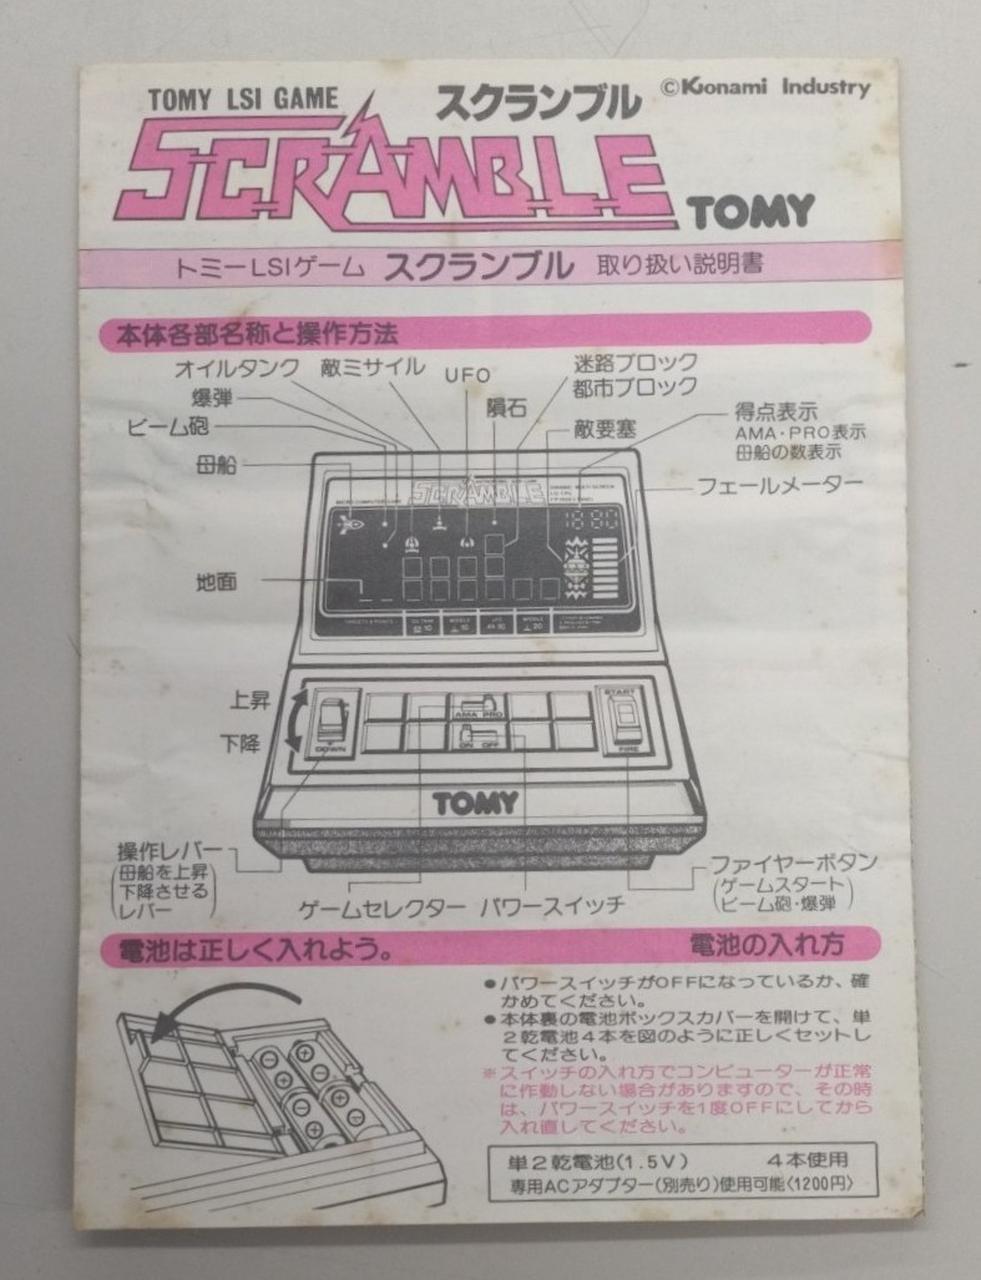 TOMY LSI GAME
スクランブル
©Konami Industry
SCRAMBLE
TOMY
トミーLSIゲーム スクランブル 取り扱い説明書
本体各部名称と操作方法
オイルタンク
敵ミサイル
UFO
迷路ブロック
都市ブロック
爆弾
隕石
得点表示
AMA・PRO表示
母船の数表示
ビーム砲
敵要塞
母船
フェールメーター
SCRAMBLE
1880
地面
TARGETS & POINTS
10
10
20
上昇
下降
DOWN
AMA PRO
ON OFF
START
FIRE
TOMY
操作レバー
(母船を上昇
下降させる
レバー)
ゲームセレクター
パワースイッチ
ファイヤーボタン
(ゲームスタート
ビーム砲・爆弾)
電池は正しく入れよう。
電池の入れ方
●パワースイッチがOFFになっているか、確
かめてください。
●本体裏の電池ボックスカバーを開けて、単
2乾電池4本を図のように正しくセットし
てください。
※スイッチの入れ方でコンピューターが正常
に作動しない場合がありますので、その時
は、パワースイッチを1度OFFにしてから
入れ直してください。
単2乾電池(1.5V) 4本使用
専用ACアダプター(別売り)使用可能〈1200円〉